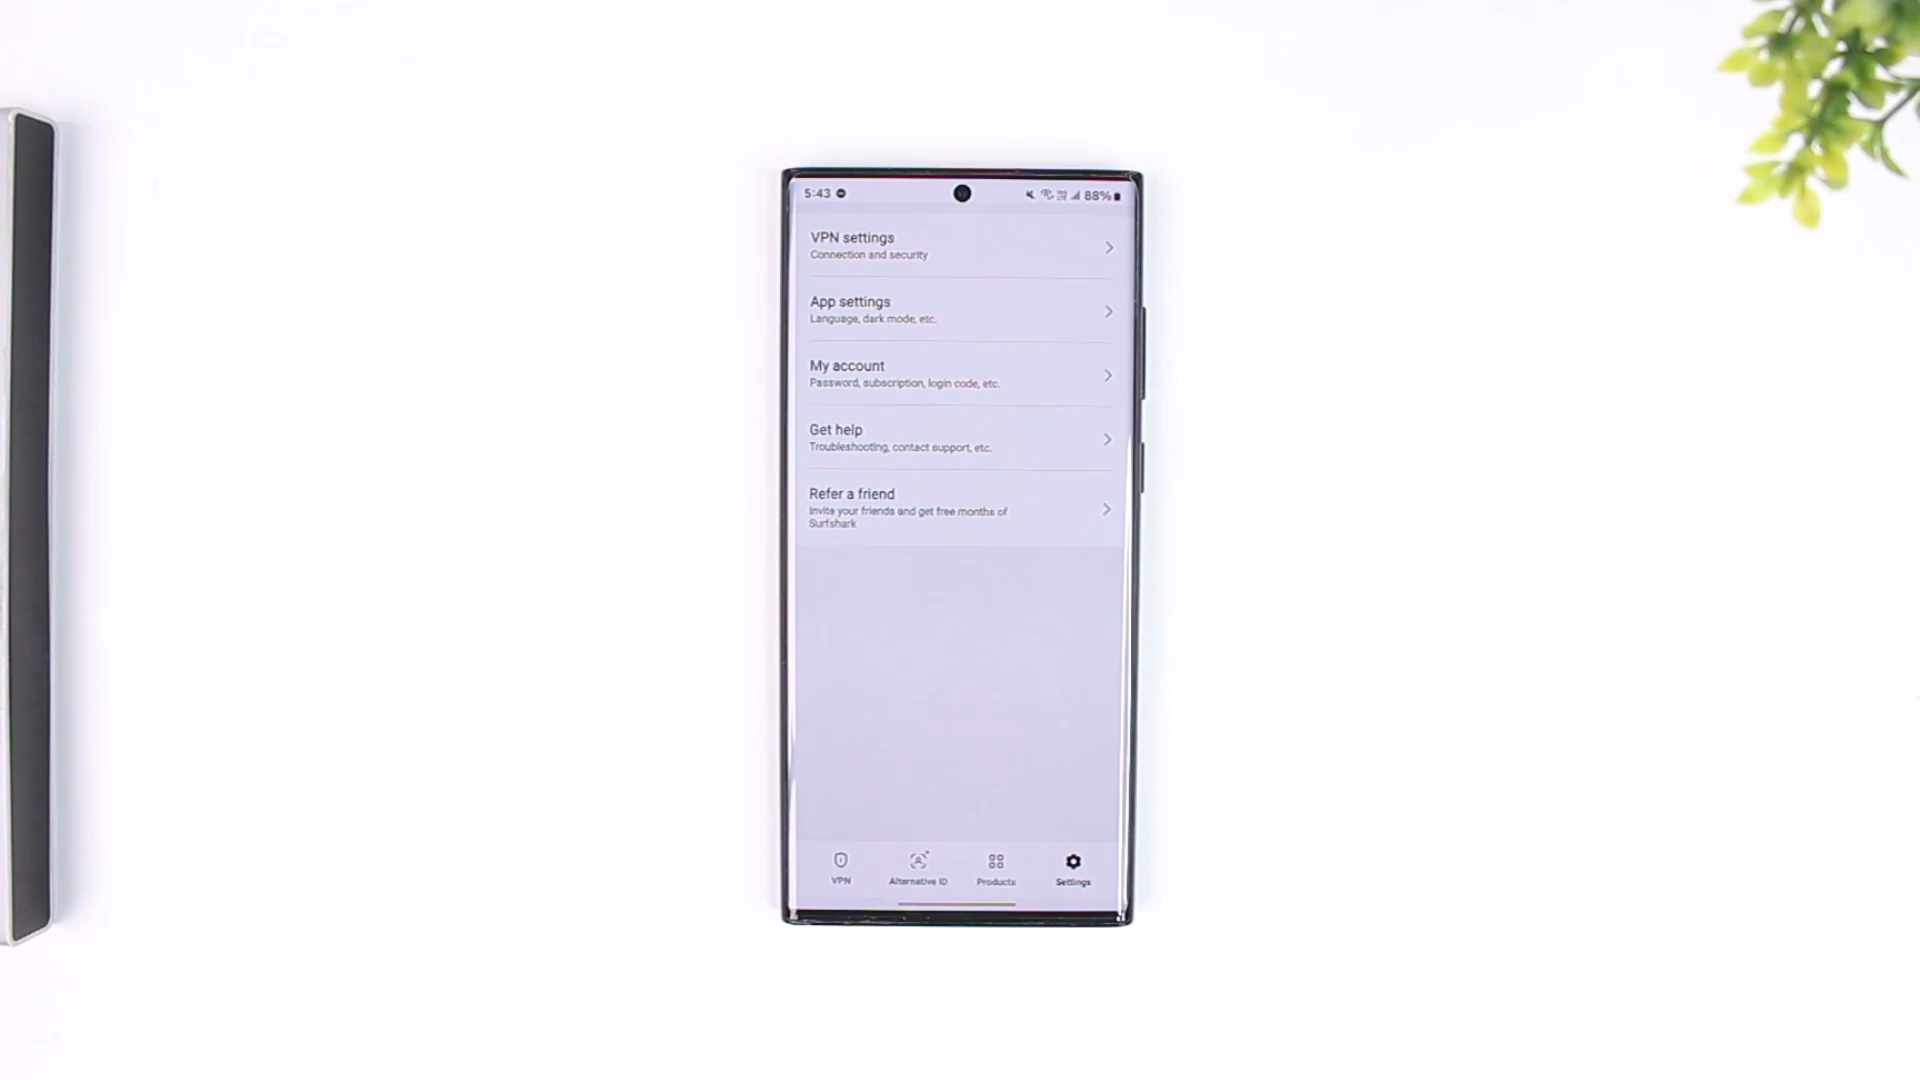 5:43
88%
VPN settings
Connection and security
App settings
Language, dark mode, etc.
My account
Password, subscription, login code, etc.
Get help
Troubleshooting, contact support, etc.
Refer a friend
Invite your friends and get free months of
Surfshark
VPN
Alternative ID
Products
Settings